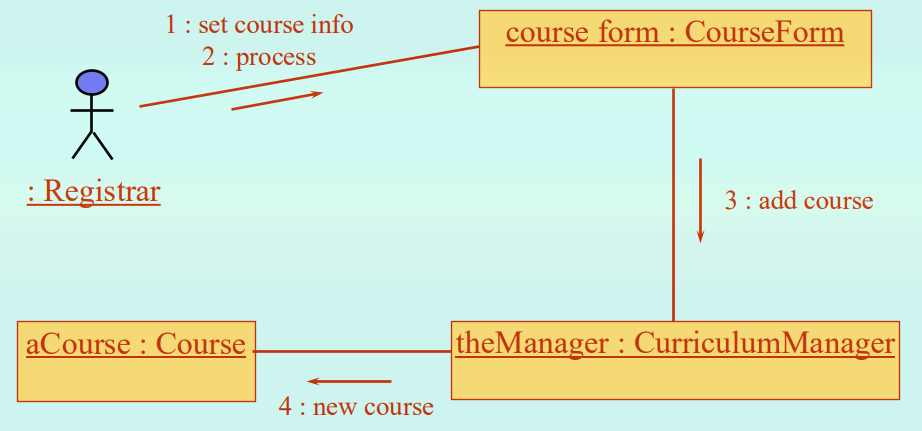 1 : set course info
2 : process
course form : CourseForm
: Registrar
3 : add course
aCourse : Course
theManager : CurriculumManager
4 : new course